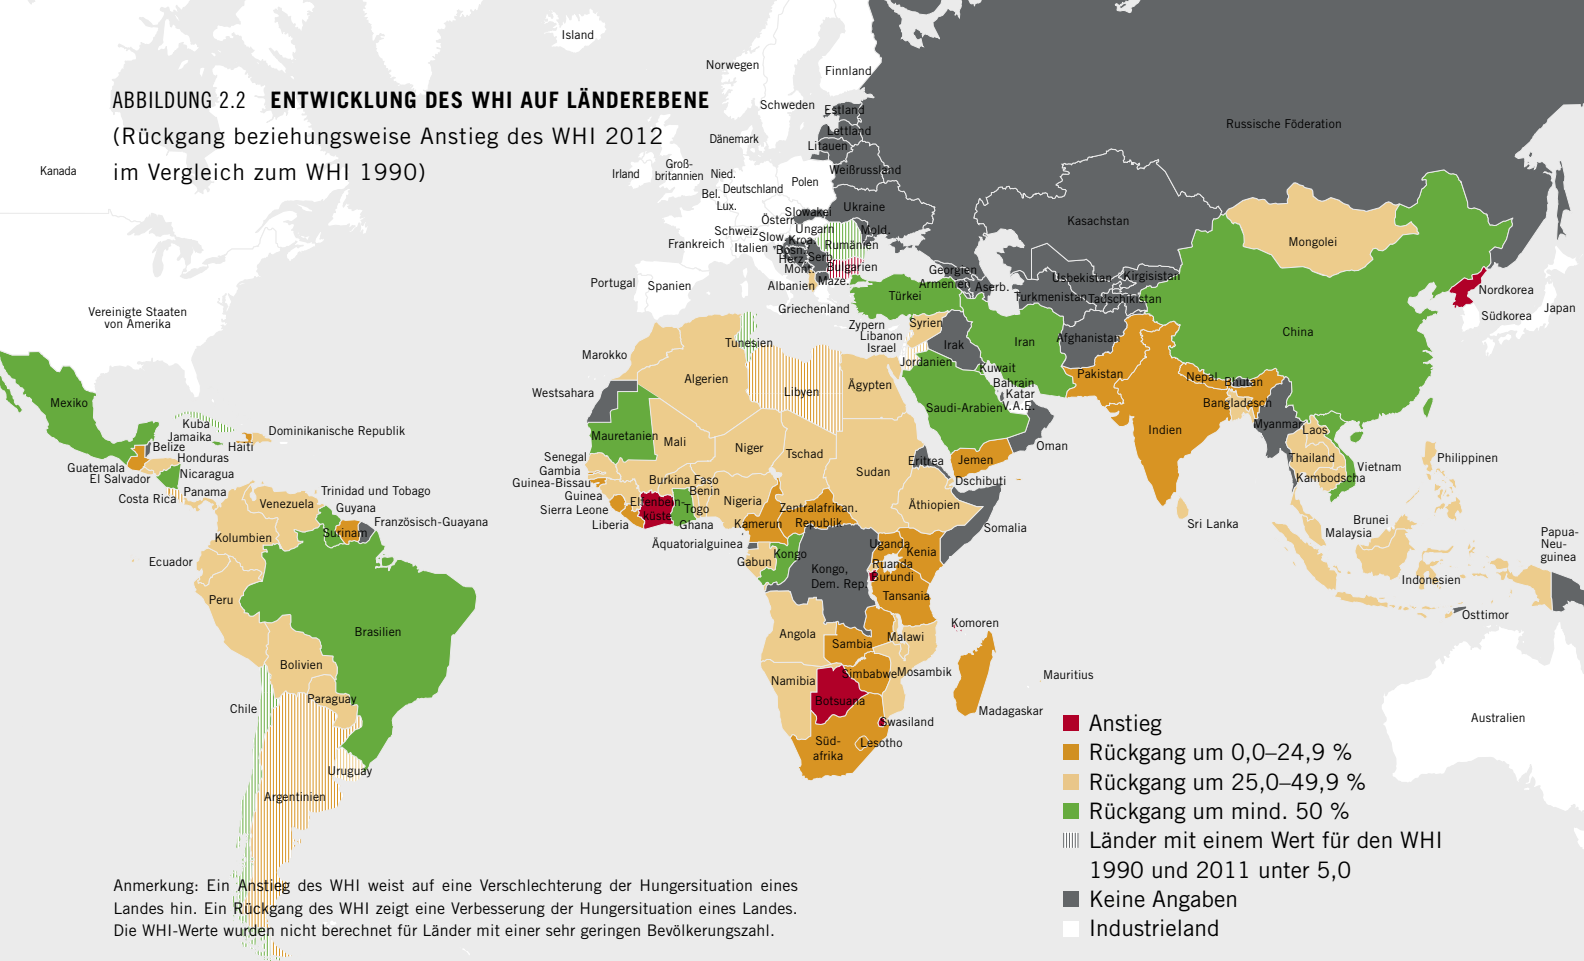 ABBILDUNG 2.2 ENTWICKLUNG DES WHI AUF LÄNDEREBENE
(Rückgang beziehungsweise Anstieg des WHI 2012
im Vergleich zum WHI 1990)
Island
Norwegen
Finnland
Schweden
Estland
Lettland
Litauen
Dänemark
Russische Föderation
Kanada
Irland
Groß-
britannien
Nied.
Bel.
Deutschland
Lux.
Polen
Weißrussland
Ukraine
Slowakei
Österr.
Ungarn
Mold.
Schweiz
Slow.
Kroa.
Rumänien
Frankreich
Italien
Bosn.
Herz.
Serb.
Mont.
Bulgarien
Portugal
Spanien
Albanien
Maze.
Griechenland
Türkei
Georgien
Armenien
Aserb.
Kasachstan
Usbekistan
Kirgisistan
Turkmenistan
Tadschikistan
Mongolei
Nordkorea
Südkorea
Japan
China
Vereinigte Staaten
von Amerika
Zypern
Libanon
Israel
Syrien
Jordanien
Irak
Iran
Afghanistan
Kuwait
Bahrain
Katar
V.A.E.
Saudi-Arabien
Oman
Jemen
Pakistan
Nepal
Bhutan
Bangladesch
Indien
Myanmar
Laos
Thailand
Vietnam
Kambodscha
Philippinen
Sri Lanka
Brunei
Malaysia
Indonesien
Papua-
Neu-
guinea
Osttimor
Australien
Marokko
Tunesien
Algerien
Libyen
Ägypten
Westsahara
Mauretanien
Mali
Niger
Tschad
Sudan
Eritrea
Dschibuti
Äthiopien
Somalia
Senegal
Gambia
Guinea-Bissau
Guinea
Sierra Leone
Liberia
Burkina Faso
Elfenbein-
küste
Ghana
Togo
Benin
Nigeria
Kamerun
Zentralafrikan.
Republik
Äquatorialguinea
Gabun
Kongo
Kongo,
Dem. Rep.
Uganda
Kenia
Ruanda
Burundi
Tansania
Angola
Sambia
Malawi
Komoren
Mosambik
Simbabwe
Namibia
Botsuana
Swasiland
Lesotho
Süd-
afrika
Madagaskar
Mauritius
Mexiko
Kuba
Jamaika
Haiti
Dominikanische Republik
Belize
Honduras
Guatemala
El Salvador
Nicaragua
Costa Rica
Panama
Trinidad und Tobago
Venezuela
Guyana
Surinam
Französisch-Guayana
Kolumbien
Ecuador
Peru
Brasilien
Bolivien
Paraguay
Chile
Uruguay
Argentinien
Anstieg
Rückgang um 0,0–24,9 %
Rückgang um 25,0–49,9 %
Rückgang um mind. 50 %
Länder mit einem Wert für den WHI
1990 und 2011 unter 5,0
Keine Angaben
Industrieland
Anmerkung: Ein Anstieg des WHI weist auf eine Verschlechterung der Hungersituation eines
Landes hin. Ein Rückgang des WHI zeigt eine Verbesserung der Hungersituation eines Landes.
Die WHI-Werte wurden nicht berechnet für Länder mit einer sehr geringen Bevölkerungszahl.